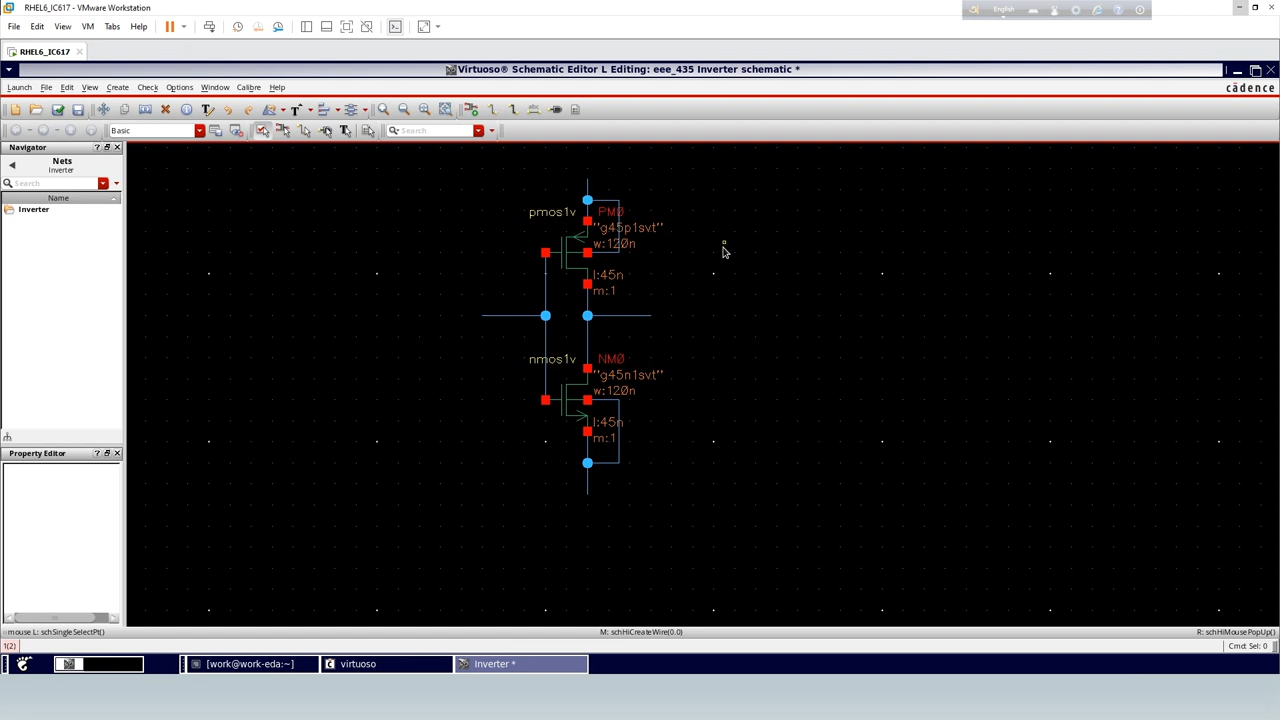 RHEL6_IC617 - VMware Workstation
English
File Edit View VM Tabs Help
RHEL6_IC617
Virtuoso® Schematic Editor L Editing: eee_435 Inverter schematic *
Launch File Edit View Create Check Options Window Calibre Help
cādence
Basic
Search
Navigator
Nets
Inverter
Search
Name
Inverter
Property Editor
pmos1v PM0
"g45p1svt"
w:120n
l:45n
m:1
nmos1v NM0
"g45n1svt"
w:120n
l:45n
m:1
mouse L: schSingleSelectPt()
M: schHiCreateWire(0.0)
R: schHiMousePopUp()
1(2)
Cmd: Sel: 0
[work@work-eda:~]
virtuoso
Inverter *